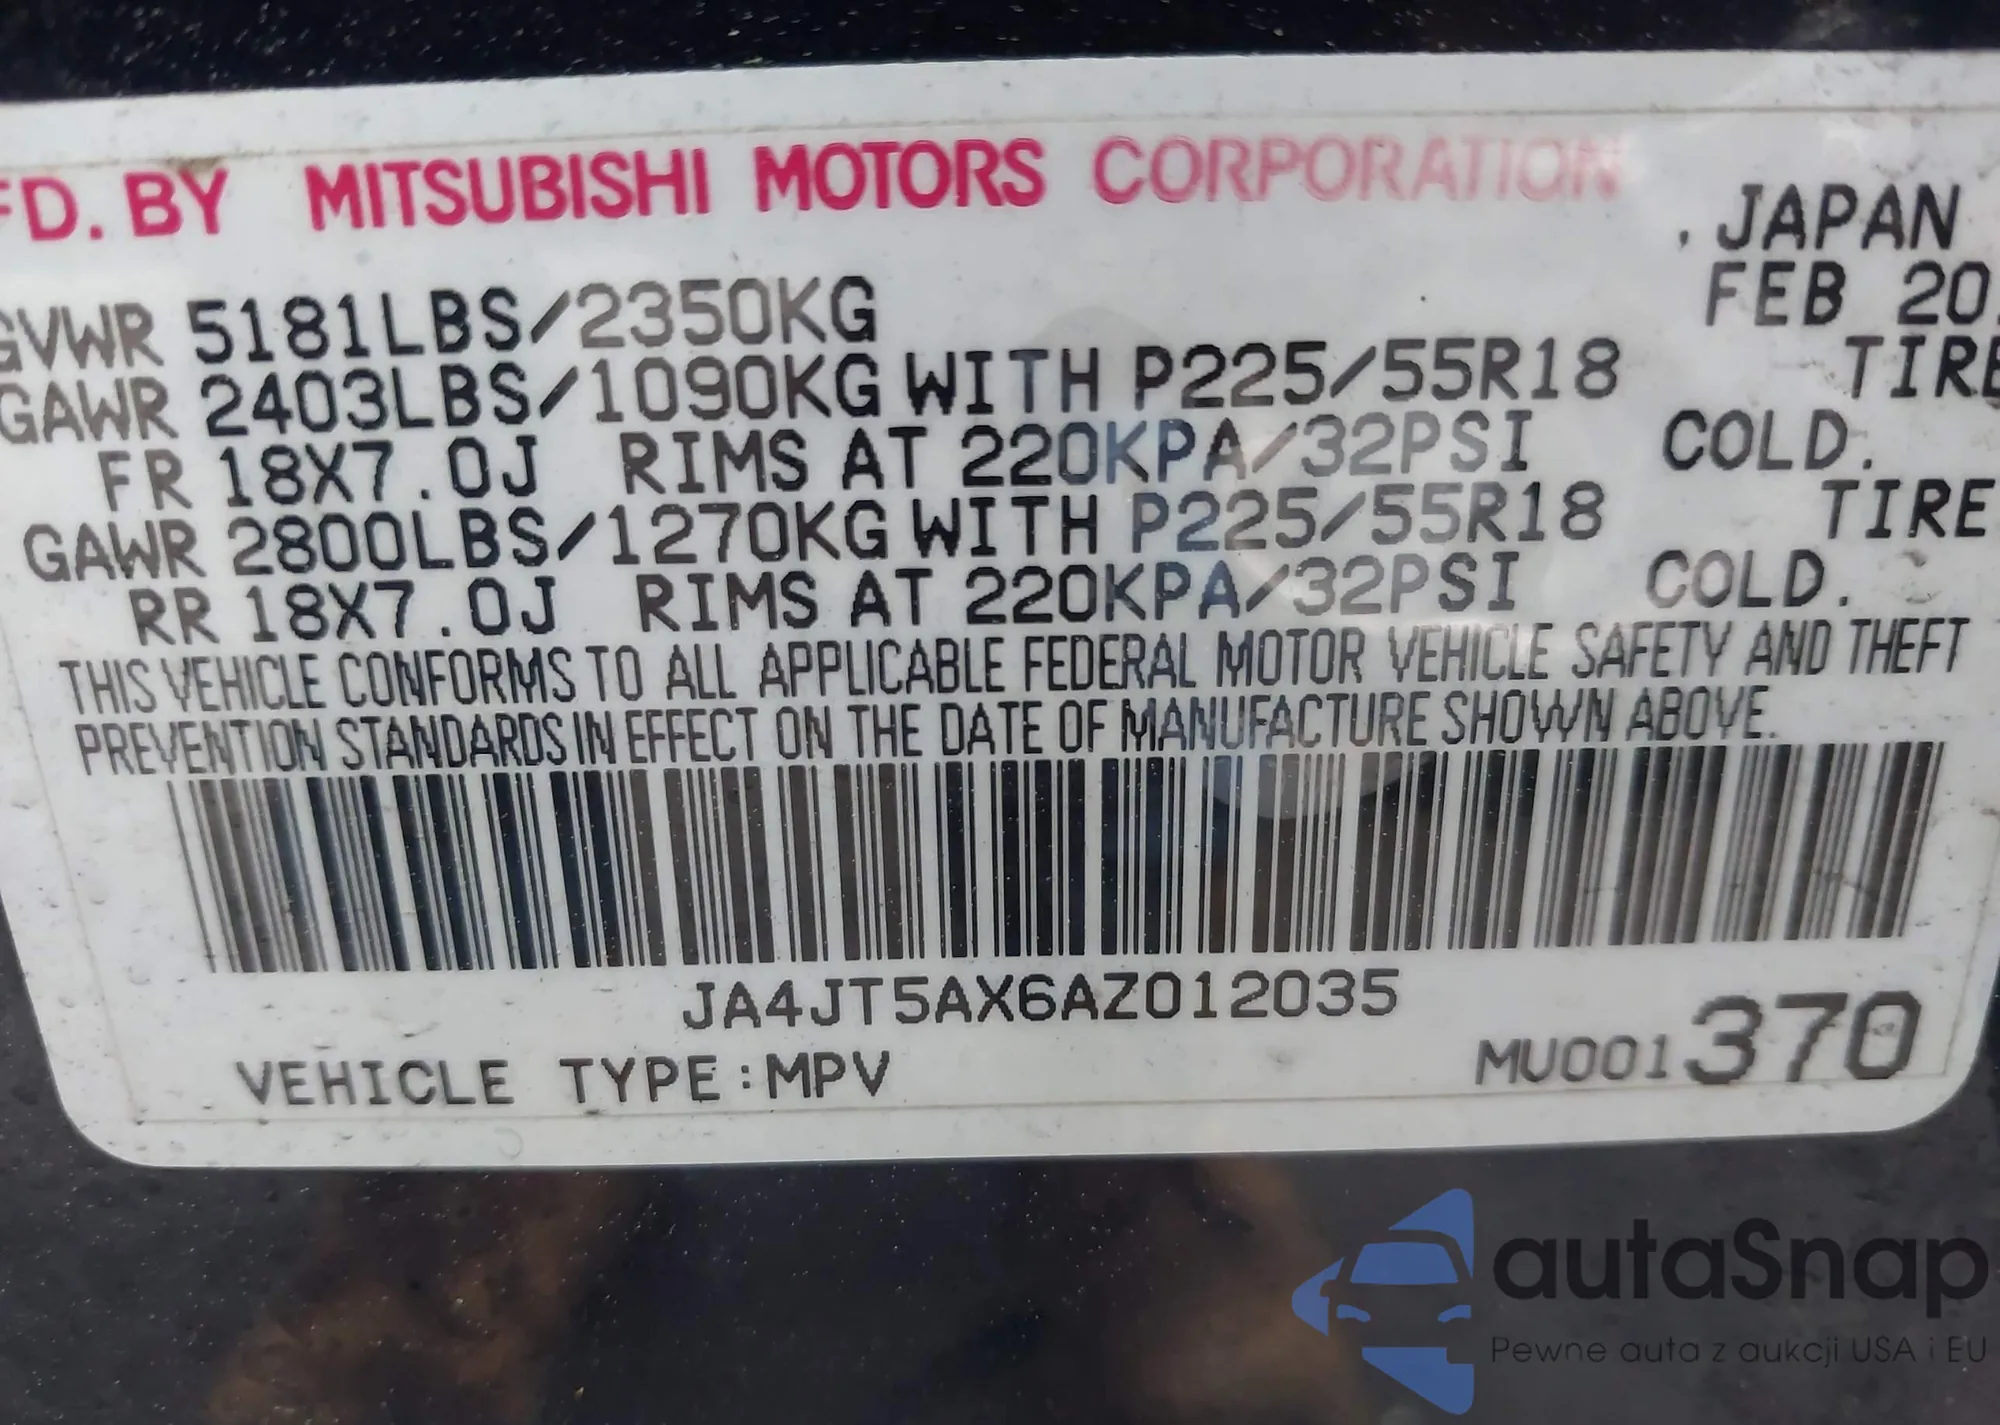 FD. BY MITSUBISHI MOTORS CORPORATION
, JAPAN
GVWR 5181LBS/2350KG FEB 20
GAWR 2403LBS/1090KG WITH P225/55R18 TIRE
FR 18X7.0J RIMS AT 220KPA/32PSI COLD.
GAWR 2800LBS/1270KG WITH P225/55R18 TIRE
RR 18X7.0J RIMS AT 220KPA/32PSI COLD.
THIS VEHICLE CONFORMS TO ALL APPLICABLE FEDERAL MOTOR VEHICLE SAFETY AND THEFT
PREVENTION STANDARDS IN EFFECT ON THE DATE OF MANUFACTURE SHOWN ABOVE.
JA4JT5AX6AZ012035
MU001370
VEHICLE TYPE:MPV
autaSnap
Pewne auta z aukcji USA i EU